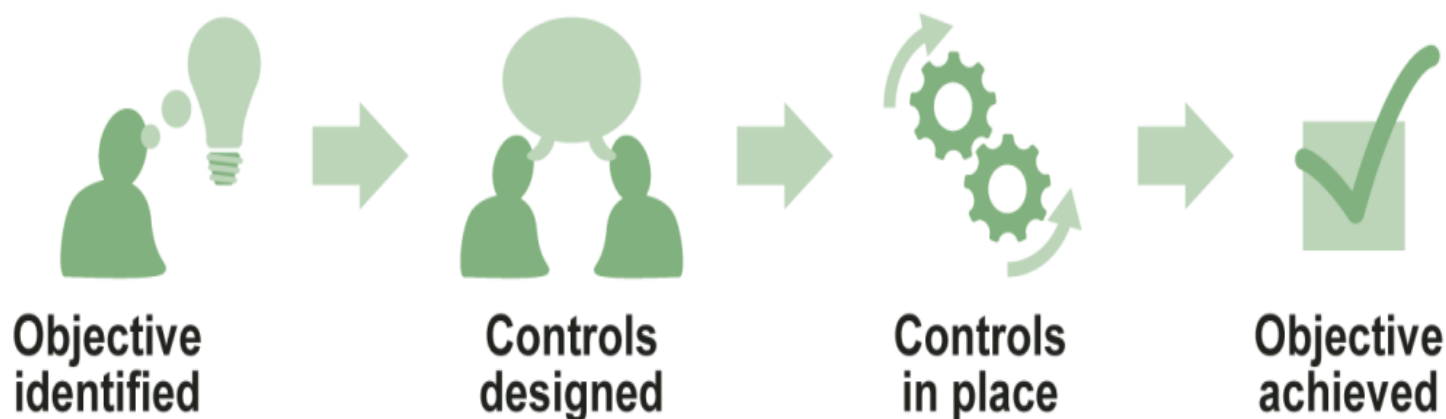 Objective
identified
Controls
designed
Controls
in place
Objective
achieved